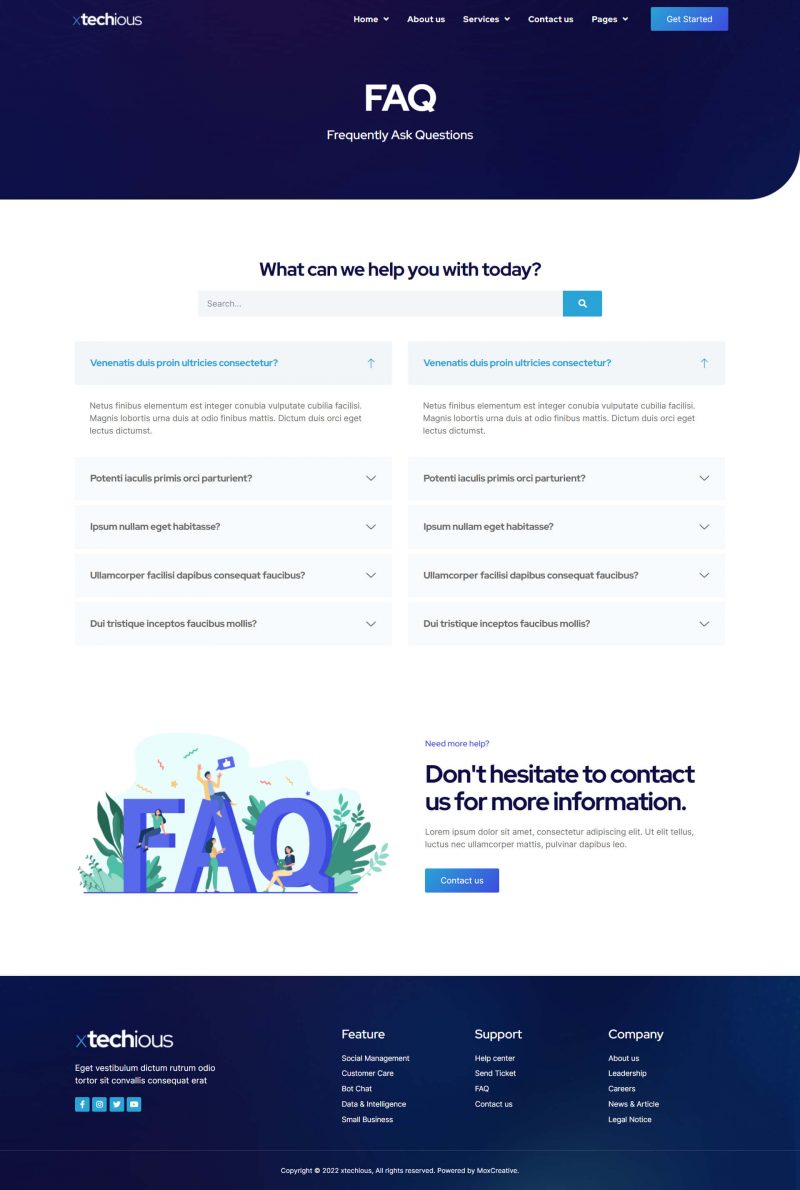 xtechious
Home About us Services Contact us Pages Get Started
FAQ
Frequently Ask Questions
What can we help you with today?
Search...
Venenatis duis proin ultricies consectetur?
Netus finibus elementum est integer conubia vulputate cubilia facilisi.
Magnis lobortis urna duis at odio finibus mattis. Dictum duis orci eget
lectus dictumst.
Potenti iaculis primis orci parturient?
Ipsum nullam eget habitasse?
Ullamcorper facilisi dapibus consequat faucibus?
Dui tristique inceptos faucibus mollis?
Venenatis duis proin ultricies consectetur?
Netus finibus elementum est integer conubia vulputate cubilia facilisi.
Magnis lobortis urna duis at odio finibus mattis. Dictum duis orci eget
lectus dictumst.
Potenti iaculis primis orci parturient?
Ipsum nullam eget habitasse?
Ullamcorper facilisi dapibus consequat faucibus?
Dui tristique inceptos faucibus mollis?
FAQ
Need more help?
Don't hesitate to contact
us for more information.
Lorem ipsum dolor sit amet, consectetur adipiscing elit. Ut elit tellus,
luctus nec ullamcorper mattis, pulvinar dapibus leo.
Contact us
xtechious
Eget vestibulum dictum rutrum odio
tortor sit convallis consequat erat
Feature
Social Management
Customer Care
Bot Chat
Data & Intelligence
Small Business
Support
Help center
Send Ticket
FAQ
Contact us
Company
About us
Leadership
Careers
News & Article
Legal Notice
Copyright © 2022 xtechious, All rights reserved. Powered by MoxCreative.